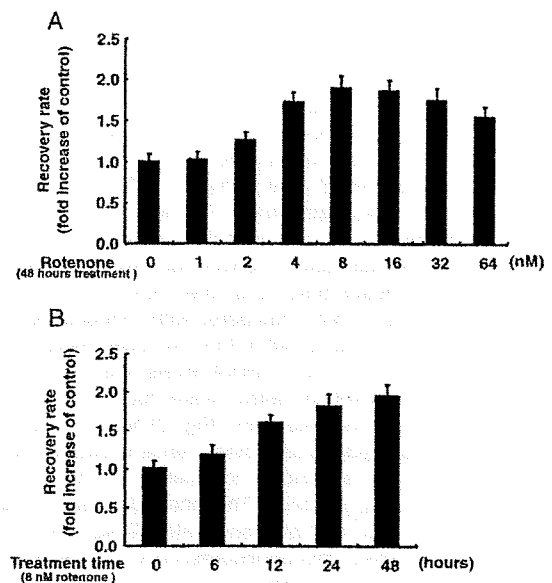 A
Recovery rate
(fold increase of control)
2.5
2.0
1.5
1.0
0.5
0.0
Rotenone
(48 hours treatment)
0 1 2 4 8 16 32 64 (nM)
B
Recovery rate
(fold increase of control)
2.5
2.0
1.5
1.0
0.5
0.0
Treatment time
(8 nM rotenone)
0 6 12 24 48 (hours)